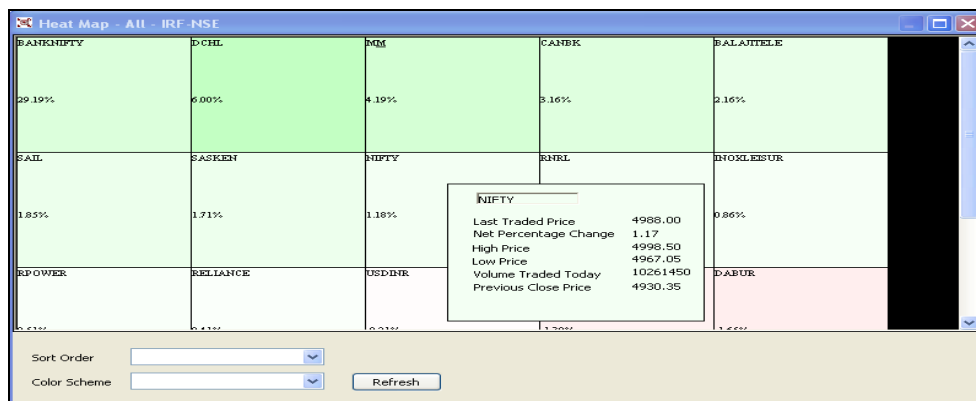 Heat Map - All - IRF-NSE
BANKNIFTY DCHL MM CANBK BALAJITELE
29.19% 6.00% 4.19% 3.16% 2.16%
SAIL SASKEN NIFTY RNRL INOXLEISUR
1.85% 1.71% 1.18% 0.86%
NIFTY
Last Traded Price 4988.00
Net Percentage Change 1.17
High Price 4998.50
Low Price 4967.05
Volume Traded Today 10261450
Previous Close Price 4930.35
RPOWER RELIANCE USDINR DABUR
Sort Order
Color Scheme Refresh